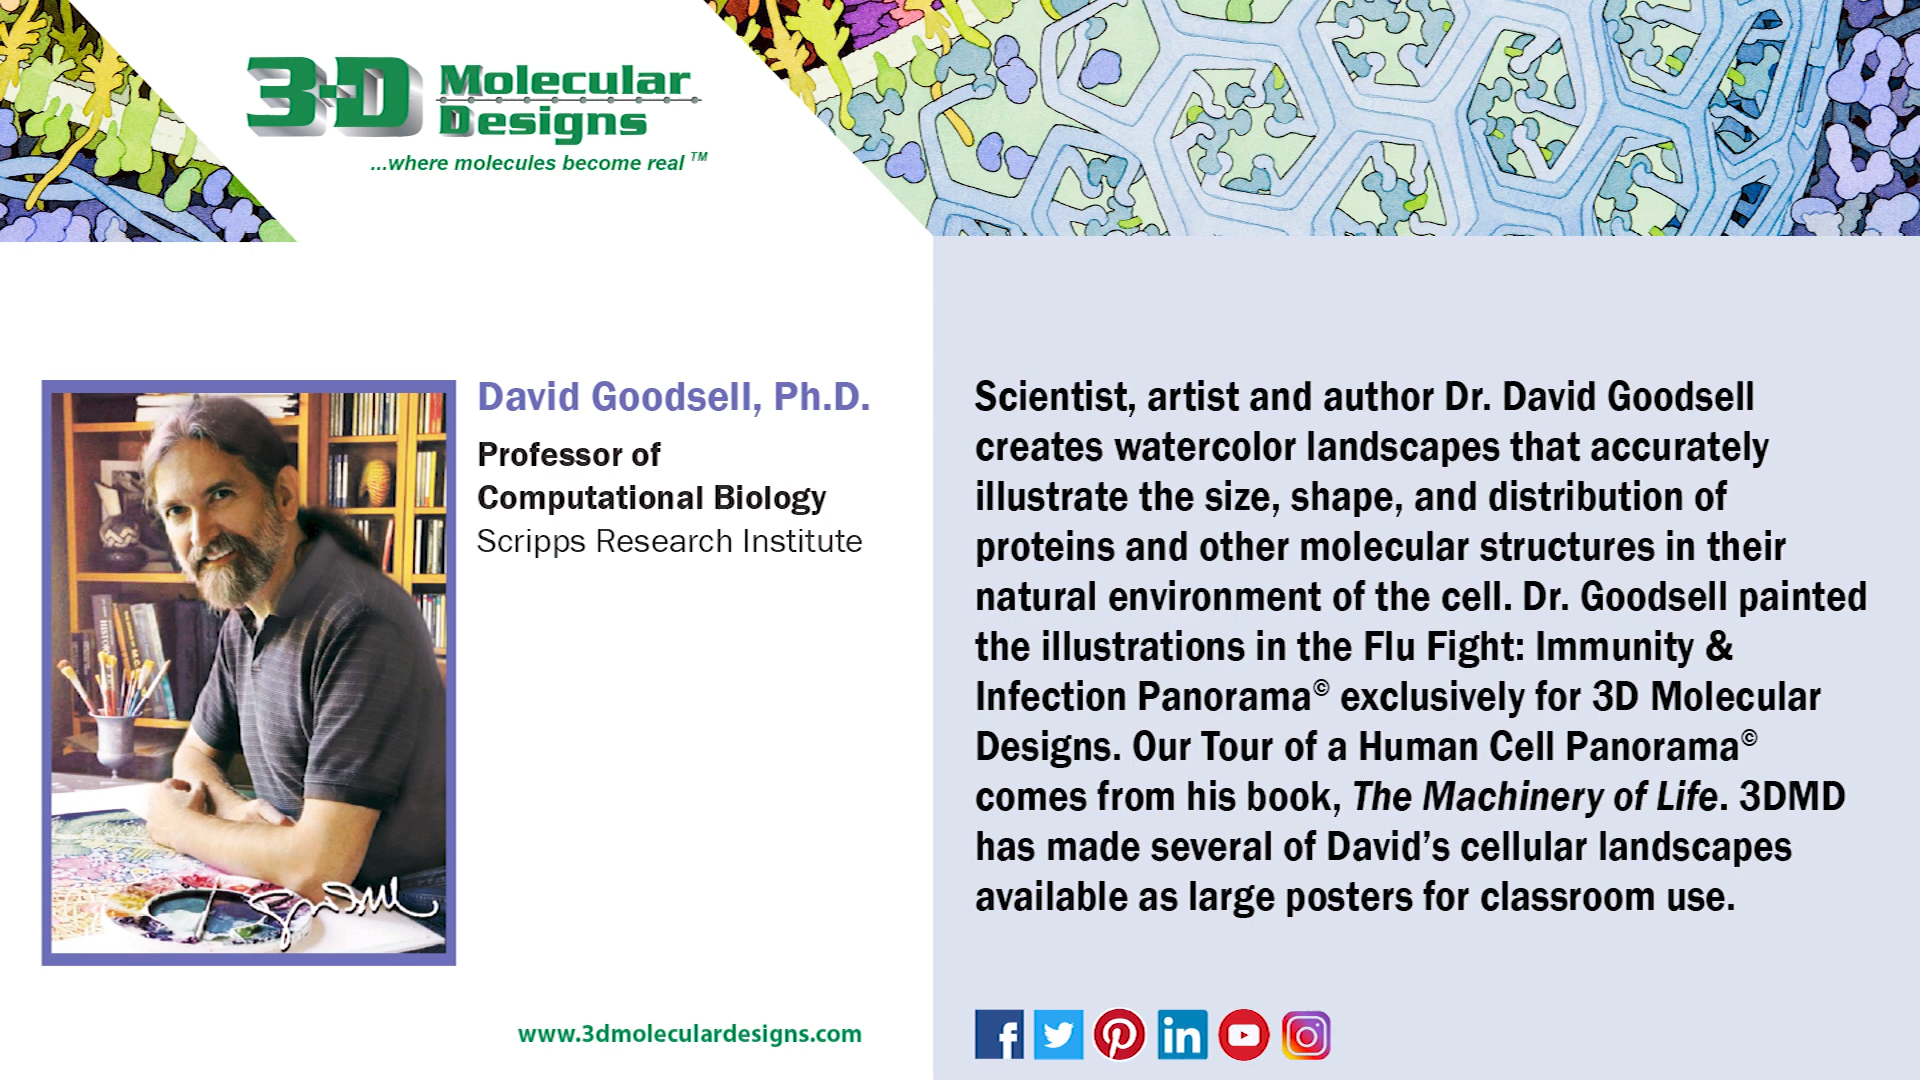 3-D Molecular
Designs
...where molecules become real ™
David Goodsell, Ph.D.
Professor of
Computational Biology
Scripps Research Institute
www.3dmoleculardesigns.com
Scientist, artist and author Dr. David Goodsell
creates watercolor landscapes that accurately
illustrate the size, shape, and distribution of
proteins and other molecular structures in their
natural environment of the cell. Dr. Goodsell painted
the illustrations in the Flu Fight: Immunity &
Infection Panorama© exclusively for 3D Molecular
Designs. Our Tour of a Human Cell Panorama©
comes from his book, The Machinery of Life. 3DMD
has made several of David’s cellular landscapes
available as large posters for classroom use.